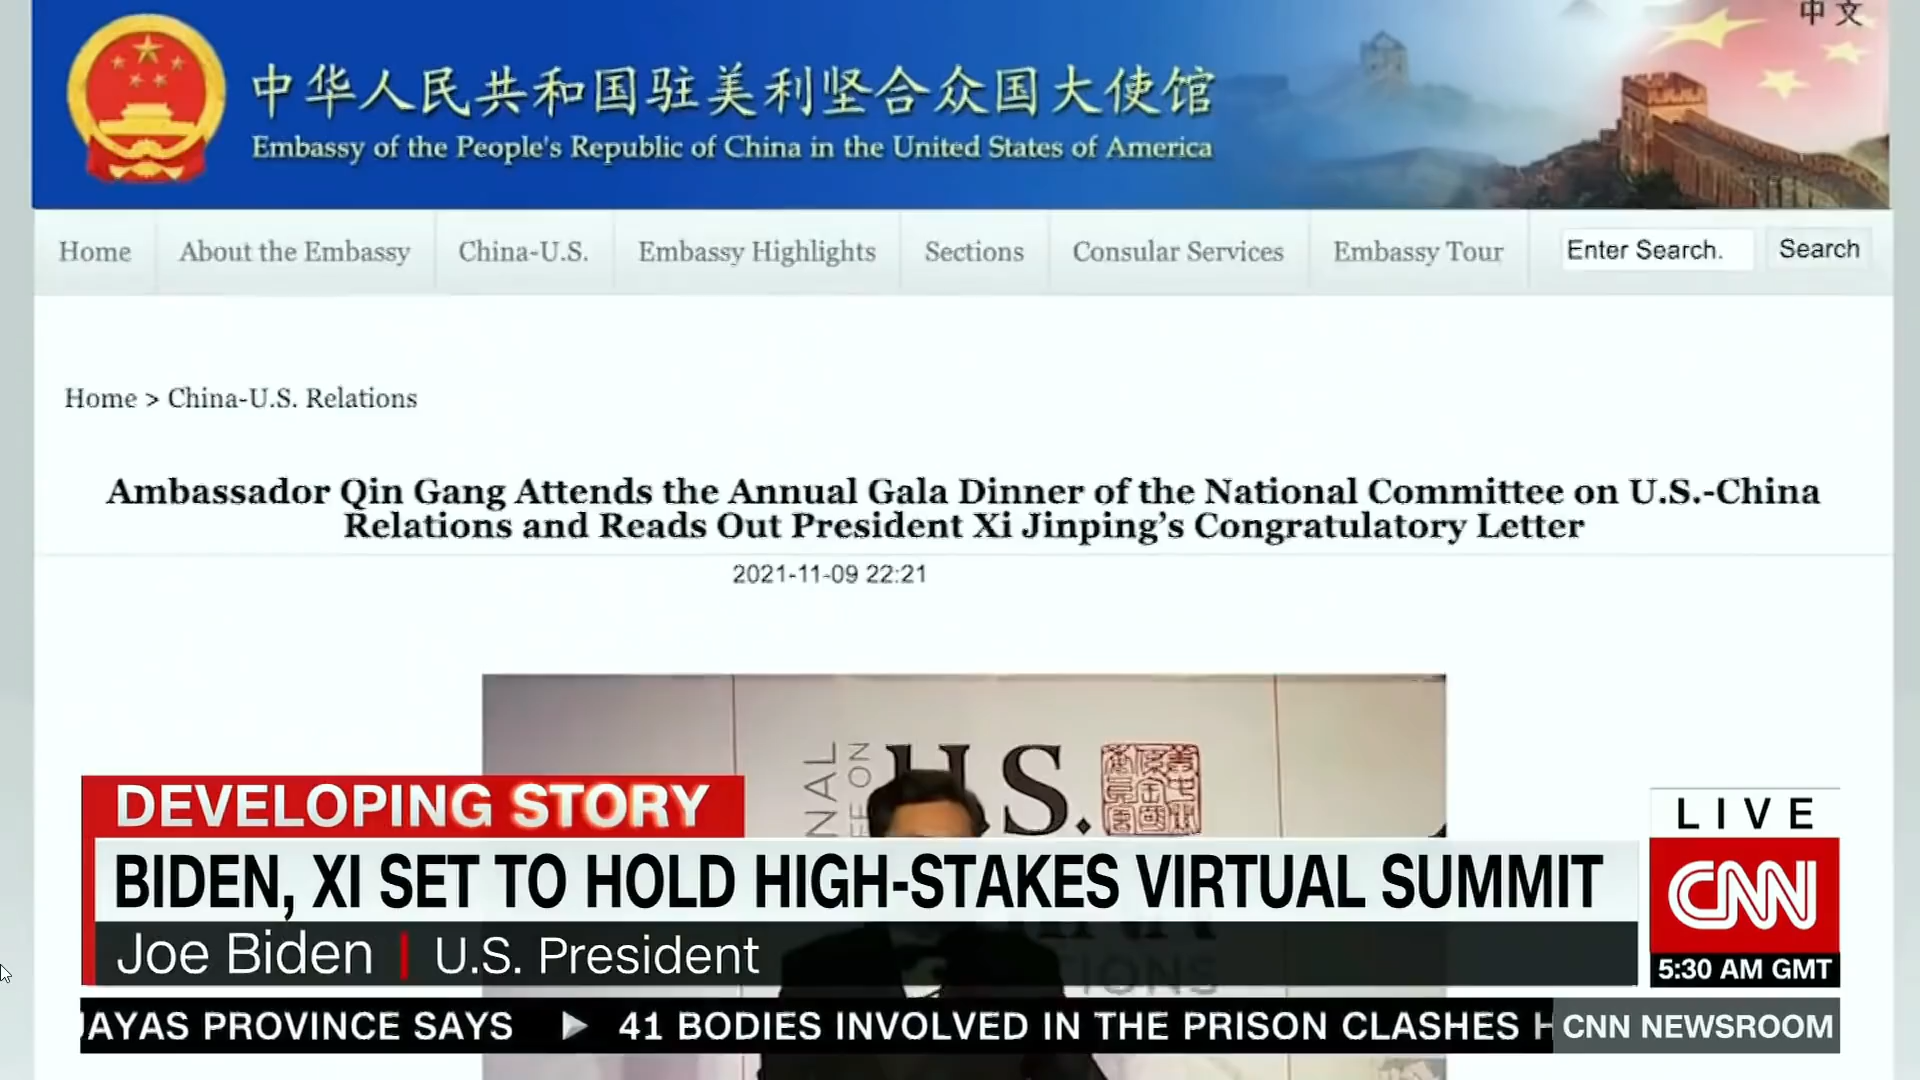 中文
中华人民共和国驻美利坚合众国大使馆
Embassy of the People's Republic of China in the United States of America
Home About the Embassy China-U.S. Embassy Highlights Sections Consular Services Embassy Tour Enter Search. Search
Home > China-U.S. Relations
Ambassador Qin Gang Attends the Annual Gala Dinner of the National Committee on U.S.-China
Relations and Reads Out President Xi Jinping's Congratulatory Letter
2021-11-09 22:21
U.S.
DEVELOPING STORY
BIDEN, XI SET TO HOLD HIGH-STAKES VIRTUAL SUMMIT
Joe Biden | U.S. President
LIVE
CNN
5:30 AM GMT
JAYAS PROVINCE SAYS ▶ 41 BODIES INVOLVED IN THE PRISON CLASHES H
CNN NEWSROOM